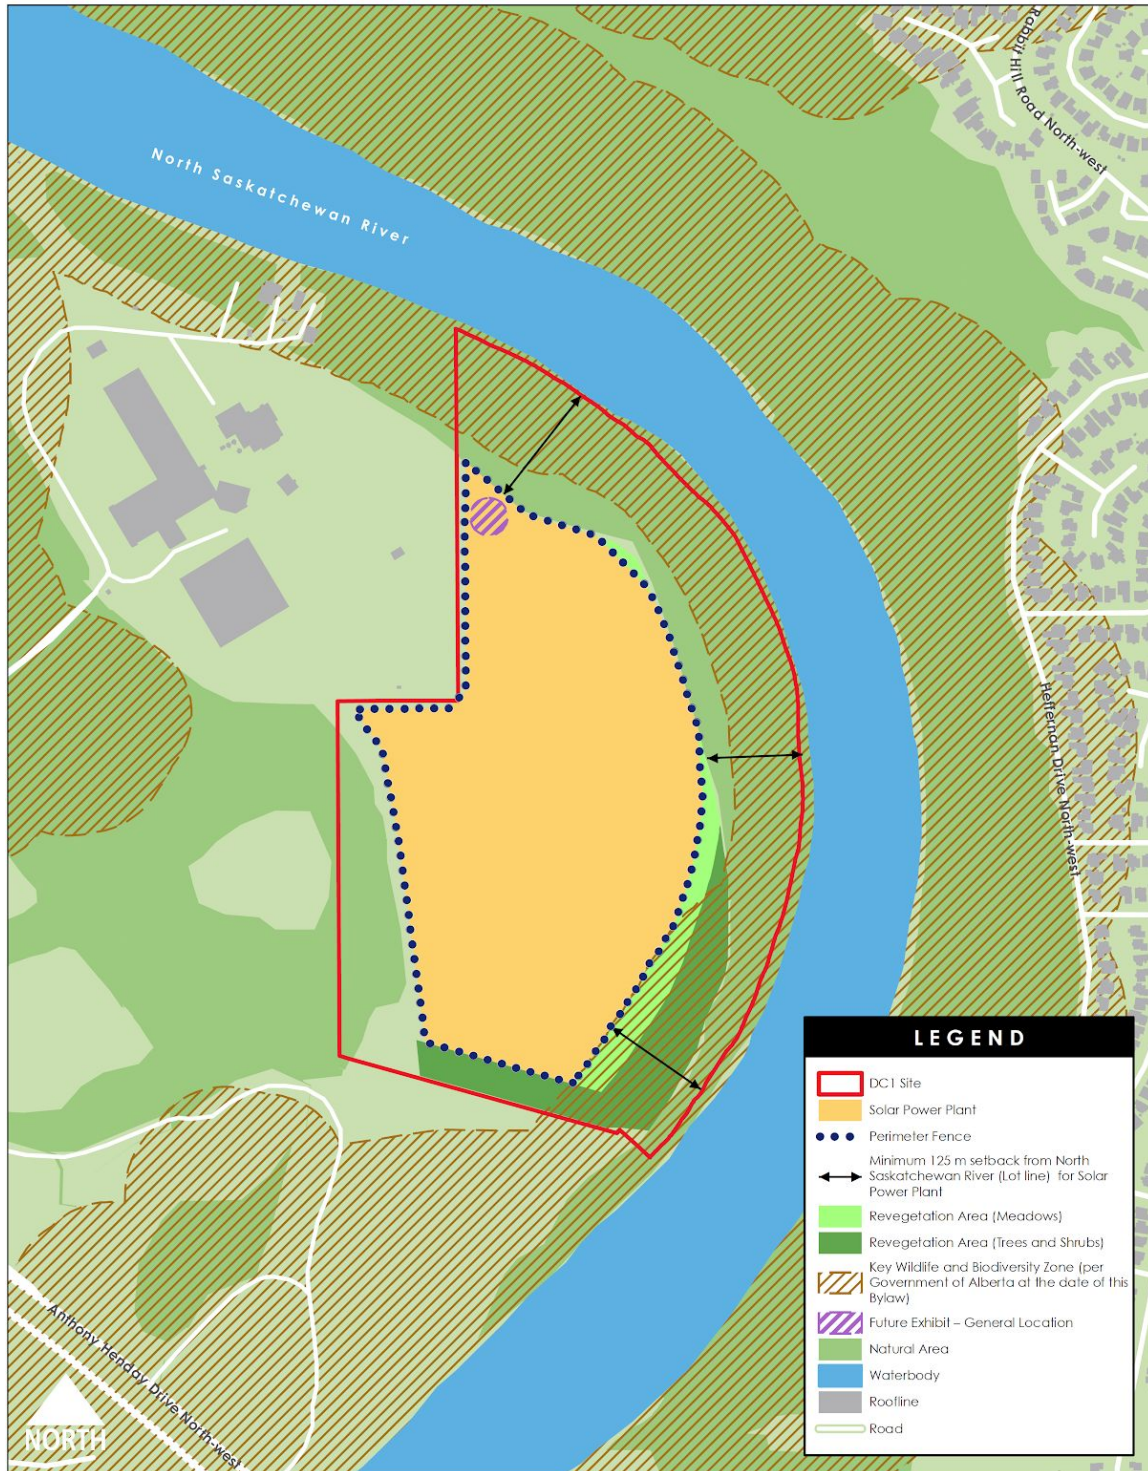 Rabbit Hill Road North-west
North Saskatchewan River
Heffernan Drive North-west
Anthony Henday Drive North-west
NORTH
LEGEND
DC1 Site
Solar Power Plant
Perimeter Fence
Minimum 125 m setback from North
Saskatchewan River (Lot line) for Solar
Power Plant
Revegetation Area (Meadows)
Revegetation Area (Trees and Shrubs)
Key Wildlife and Biodiversity Zone (per
Government of Alberta at the date of this
Bylaw)
Future Exhibit – General Location
Natural Area
Waterbody
Roofline
Road